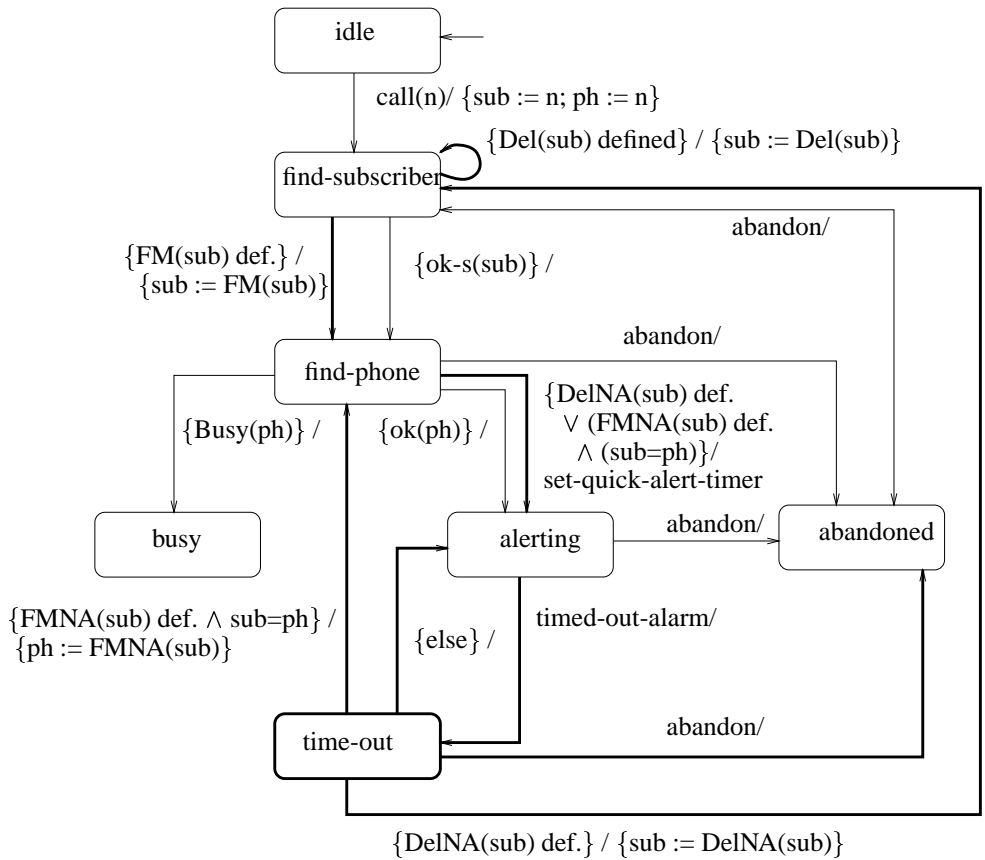 idle
call(n)/ {sub := n; ph := n}
{Del(sub) defined} / {sub := Del(sub)}
find-subscriber
abandon/
{FM(sub) def.} /
{sub := FM(sub)}
{ok-s(sub)} /
abandon/
find-phone
{DelNA(sub) def.
∨ (FMNA(sub) def.
∧ (sub=ph)}/
set-quick-alert-timer
{Busy(ph)} /
{ok(ph)} /
busy
alerting
abandon/
abandoned
{FMNA(sub) def. ∧ sub=ph} /
{ph := FMNA(sub)}
{else} /
timed-out-alarm/
time-out
abandon/
{DelNA(sub) def.} / {sub := DelNA(sub)}